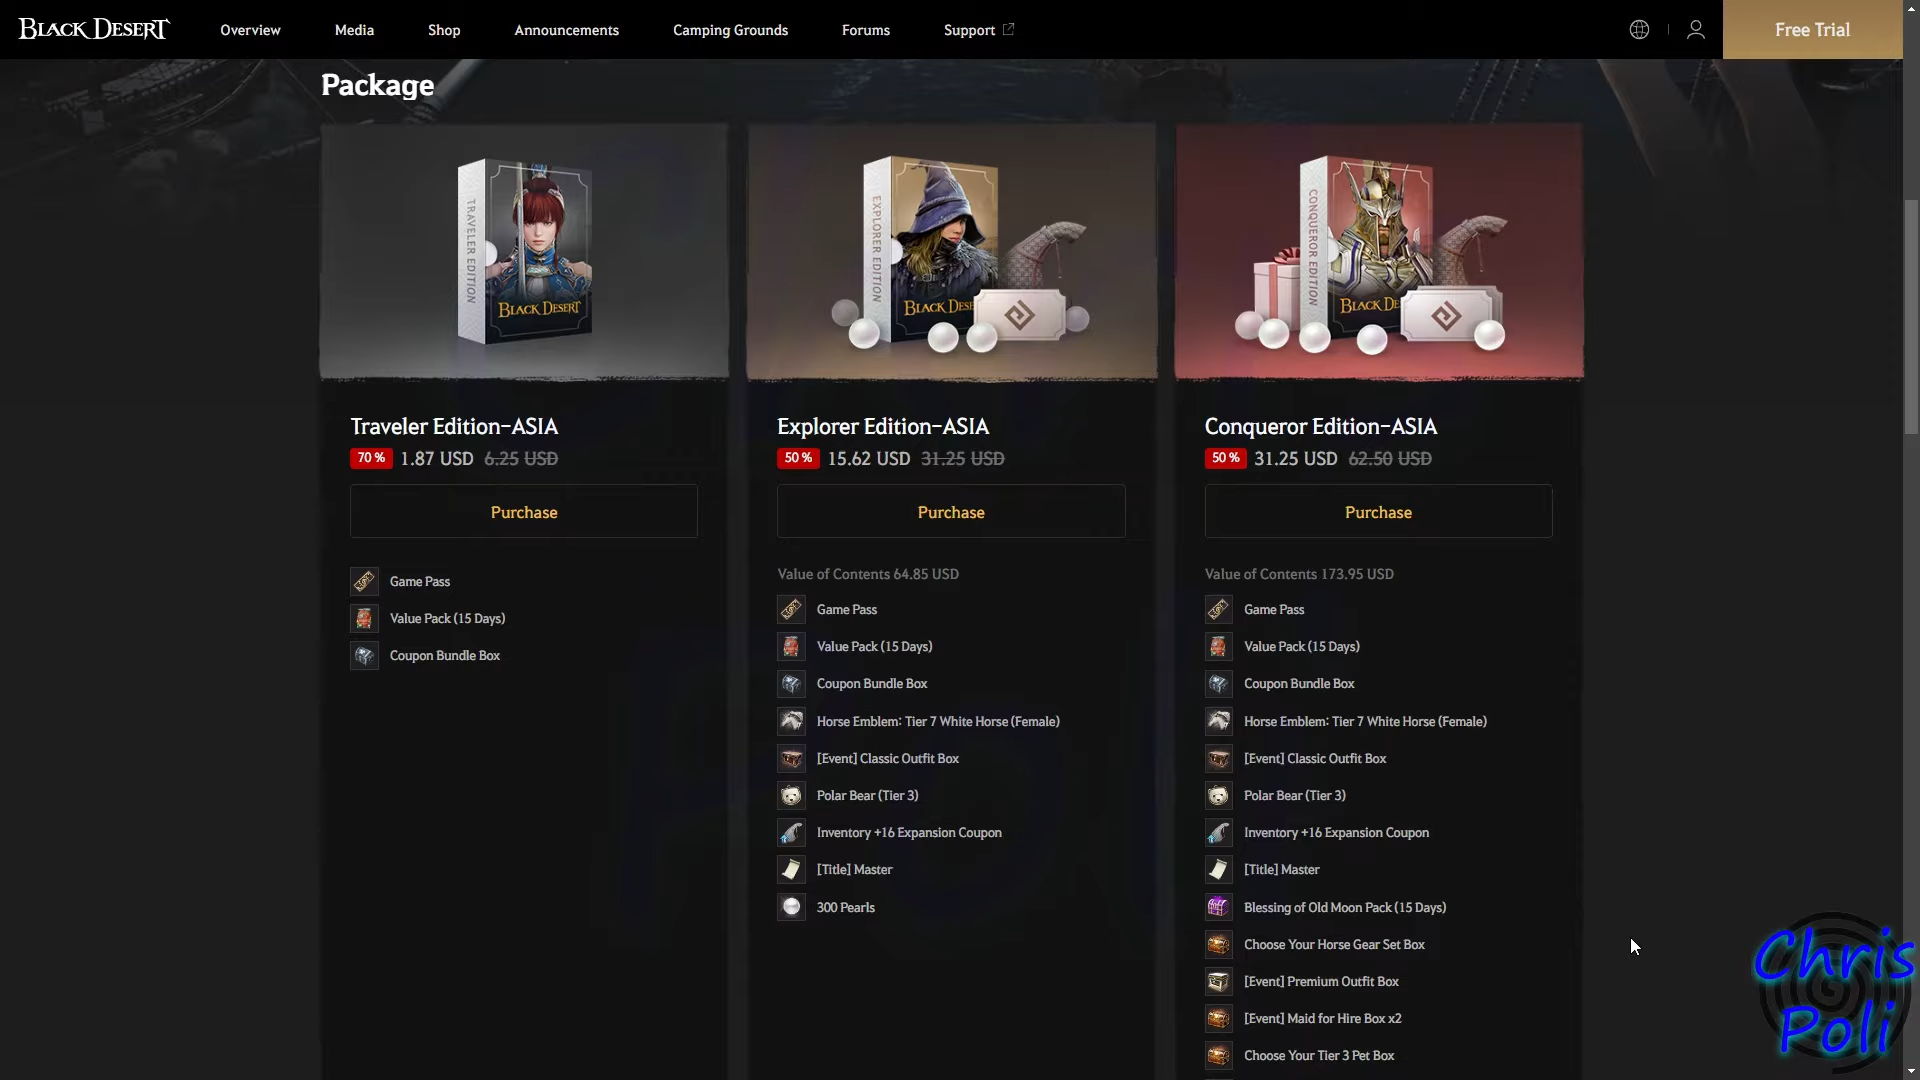 BLACK DESERT
Overview
Media
Shop
Announcements
Camping Grounds
Forums
Support
Free Trial
Package
TRAVELER EDITION
BLACK DESERT
EXPLORER EDITION
BLACK DESE
CONQUEROR EDITION
BLACK DE
Traveler Edition-ASIA
70 % 1.87 USD 6.25 USD
Purchase
Game Pass
Value Pack (15 Days)
Coupon Bundle Box
Explorer Edition-ASIA
50 % 15.62 USD 31.25 USD
Purchase
Value of Contents 64.85 USD
Game Pass
Value Pack (15 Days)
Coupon Bundle Box
Horse Emblem: Tier 7 White Horse (Female)
[Event] Classic Outfit Box
Polar Bear (Tier 3)
Inventory +16 Expansion Coupon
[Title] Master
300 Pearls
Conqueror Edition-ASIA
50 % 31.25 USD 62.50 USD
Purchase
Value of Contents 173.95 USD
Game Pass
Value Pack (15 Days)
Coupon Bundle Box
Horse Emblem: Tier 7 White Horse (Female)
[Event] Classic Outfit Box
Polar Bear (Tier 3)
Inventory +16 Expansion Coupon
[Title] Master
Blessing of Old Moon Pack (15 Days)
Choose Your Horse Gear Set Box
[Event] Premium Outfit Box
[Event] Maid for Hire Box x2
Choose Your Tier 3 Pet Box
Chris
Poli